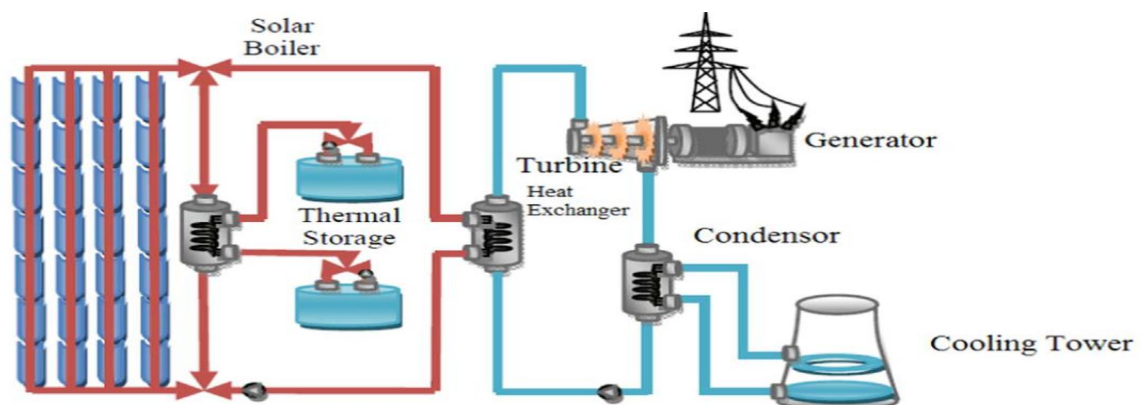 Solar
Boiler
Generator
Turbine
Heat
Exchanger
Thermal
Storage
Condensor
Cooling Tower